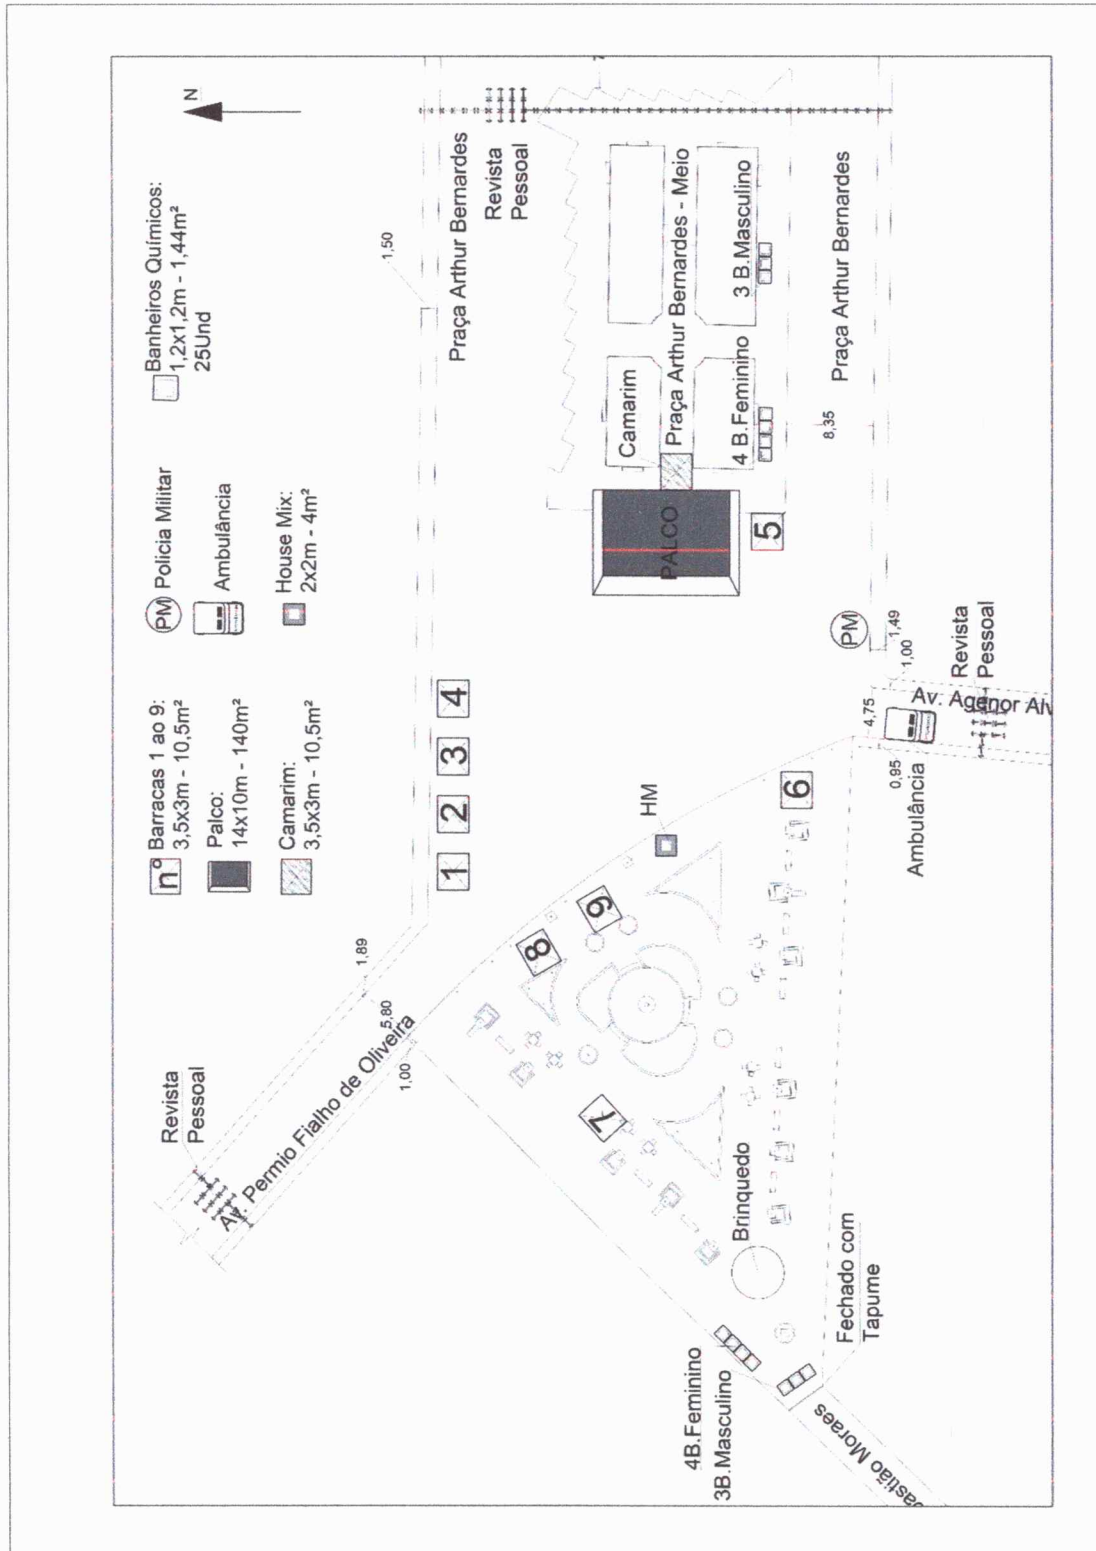 N
nº
Barracas 1 ao 9:
3,5x3m - 10,5m²
Palco:
14x10m - 140m²
Camarim:
3,5x3m - 10,5m²
PM
Policia Militar
Ambulância
House Mix:
2x2m - 4m²
Banheiros Químicos:
1,2x1,2m - 1,44m²
25Und
Revista
Pessoal
Av. Permio Fialho de Oliveira
1,89
5,80
1,00
1
2
3
4
1,50
Praça Arthur Bernardes
Revista
Pessoal
8
9
7
HM
6
Brinquedo
4B.Feminino
3B.Masculino
Fechado com
Tapume
PALCO
5
Camarim
Praça Arthur Bernardes - Meio
4 B.Feminino
3 B.Masculino
8,35
Praça Arthur Bernardes
PM
1,49
1,00
4,75
0,95
Ambulância
Av. Agenor Alv
Revista
Pessoal
bastião Moraes